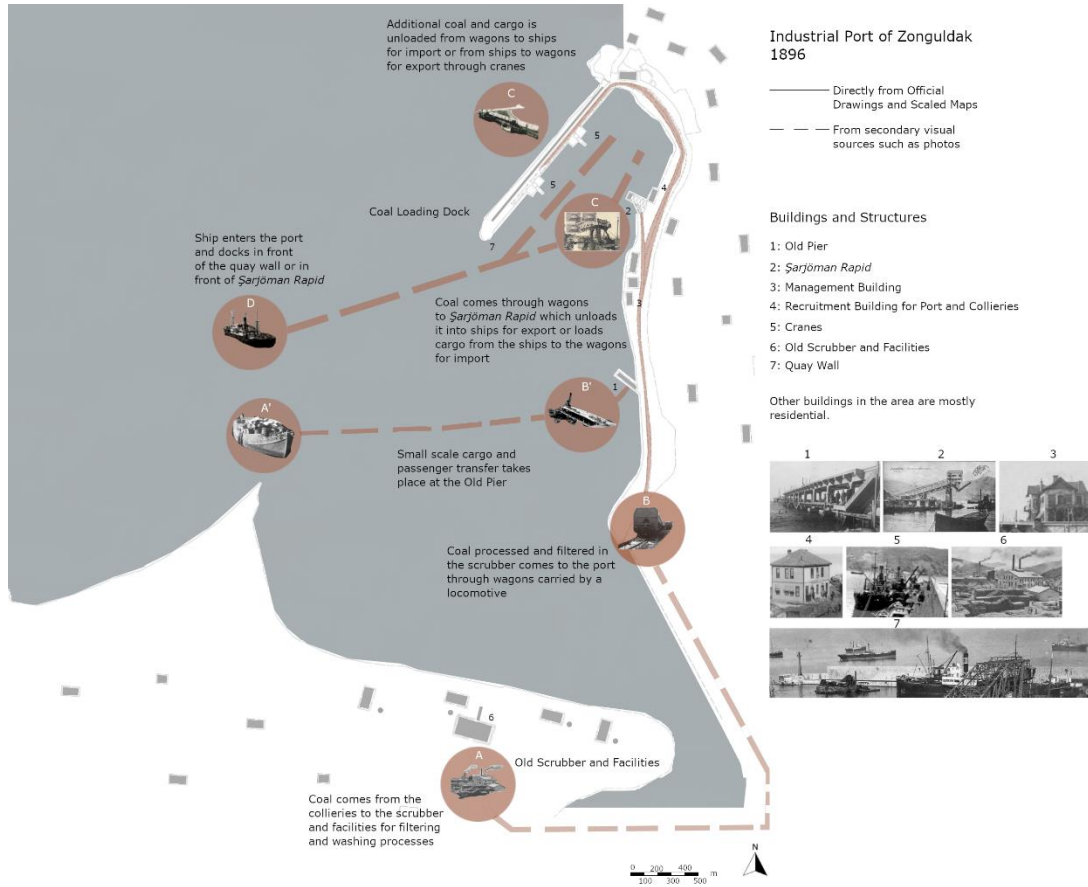 Industrial Port of Zonguldak
1896
Directly from Official
Drawings and Scaled Maps
From secondary visual
sources such as photos
Buildings and Structures
1: Old Pier
2: Şarjöman Rapid
3: Management Building
4: Recruitment Building for Port and Collieries
5: Cranes
6: Old Scrubber and Facilities
7: Quay Wall
Other buildings in the area are mostly
residential.
1 2 3
4 5 6
7
Additional coal and cargo is
unloaded from wagons to ships
for import or from ships to wagons
for export through cranes
C
5
5
4
Coal Loading Dock
C
2
7
Ship enters the port
and docks in front
of the quay wall or in
front of Şarjöman Rapid
D
Coal comes through wagons
to Şarjöman Rapid which unloads
it into ships for export or loads
cargo from the ships to the wagons
for import
3
A'
B'
1
Small scale cargo and
passenger transfer takes
place at the Old Pier
B
Coal processed and filtered in
the scrubber comes to the port
through wagons carried by a
locomotive
6
A
Old Scrubber and Facilities
Coal comes from the
collieries to the scrubber
and facilities for filtering
and washing processes
N
0 200 400 m
100 300 500